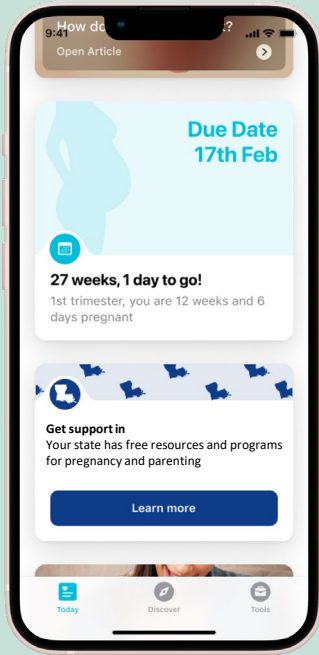 9:41
How do
?
Open Article
Due Date
17th Feb
27 weeks, 1 day to go!
1st trimester, you are 12 weeks and 6
days pregnant
Get support in
Your state has free resources and programs
for pregnancy and parenting
Learn more
Today
Discover
Tools